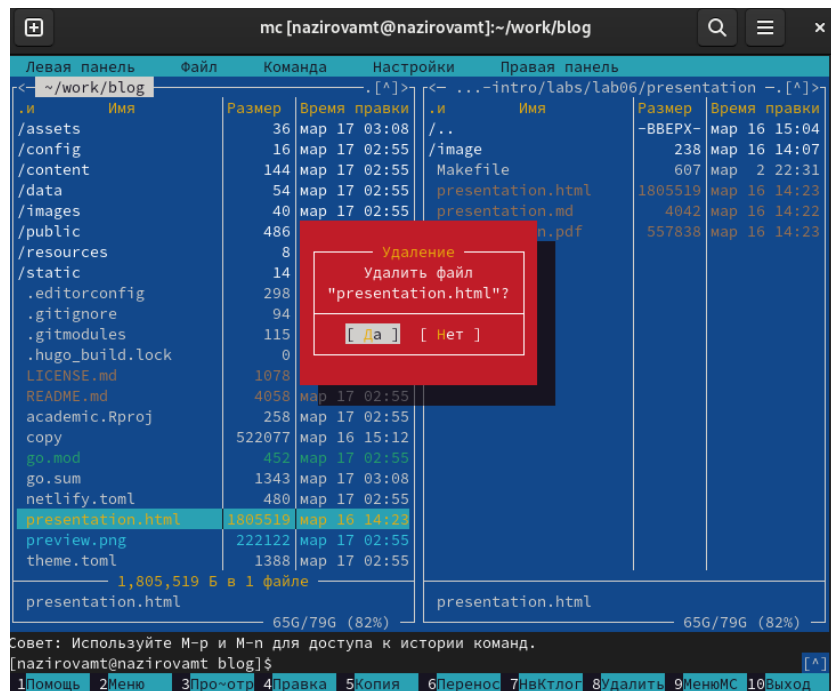 mc [nazirovamt@nazirovamt]:~/work/blog
Левая панель Файл Команда Настройки Правая панель
<— ~/work/blog .[^]>
.и Имя Размер Время правки
/assets 36 мар 17 03:08
/config 16 мар 17 02:55
/content 144 мар 17 02:55
/data 54 мар 17 02:55
/images 40 мар 17 02:55
/public 486
/resources 8
/static 14
.editorconfig 298
.gitignore 94
.gitmodules 115
.hugo_build.lock 0
LICENSE.md 1078
README.md 4058 мар 17 02:55
academic.Rproj 258 мар 17 02:55
copy 522077 мар 16 15:12
go.mod 452 мар 17 02:55
go.sum 1343 мар 17 03:08
netlify.toml 480 мар 17 02:55
presentation.html 1805519 мар 16 14:23
preview.png 222122 мар 17 02:55
theme.toml 1388 мар 17 02:55
1,805,519 Б в 1 файле
presentation.html
65G/79G (82%)
<— ...-intro/labs/lab06/presentation —.[^]>
.и Имя Размер Время правки
/.. -ВВЕРХ- мар 16 15:04
/image 238 мар 16 14:07
Makefile 607 мар 2 22:31
presentation.html 1805519 мар 16 14:23
presentation.md 4042 мар 16 14:22
n.pdf 557838 мар 16 14:23
presentation.html
65G/79G (82%)
Удаление
Удалить файл
"presentation.html"?
[ Да ] [ Нет ]
Совет: Используйте M-p и M-n для доступа к истории команд.
[nazirovamt@nazirovamt blog]$ [^]
1Помощь 2Меню 3Про~отр 4Правка 5Копия 6Перенос 7НвКтлог 8Удалить 9МенюMC 10Выход